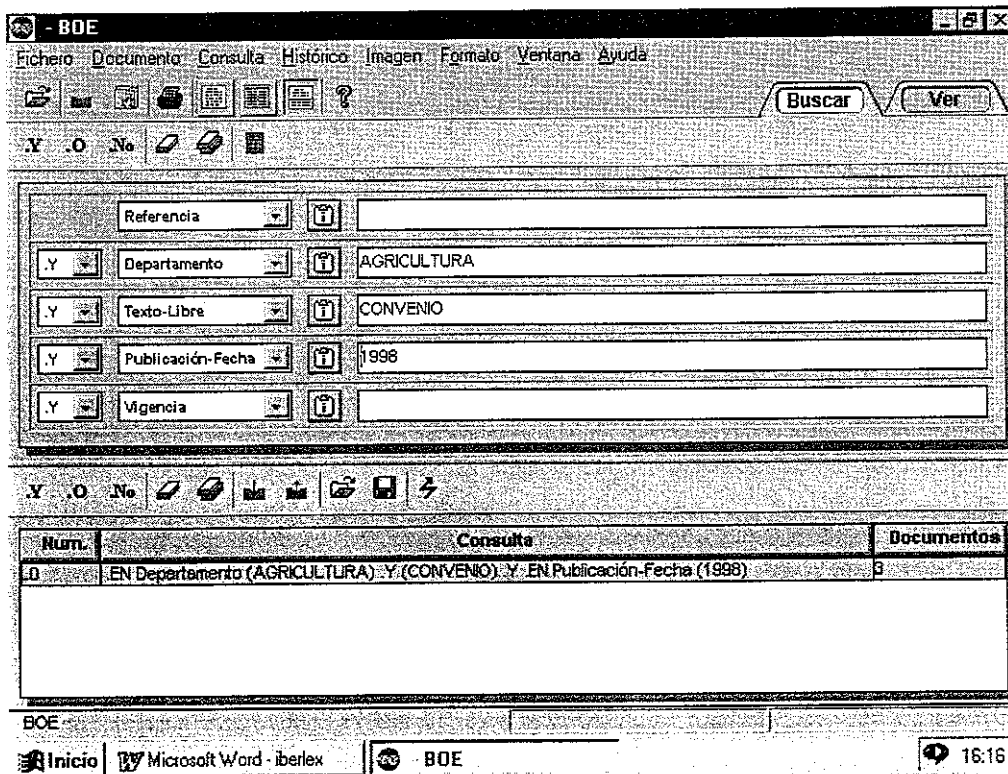 - BOE
Fichero Documento Consulta Histórico Imagen Formato Ventana Ayuda
Buscar Ver
.Y .O .No
Referencia
.Y Departamento AGRICULTURA
.Y Texto-Libre CONVENIO
.Y Publicación-Fecha 1998
.Y Vigencia
.Y .O .No
Num. Consulta Documentos
.0 .EN Departamento (AGRICULTURA) .Y (CONVENIO) .Y .EN Publicación-Fecha (1998) 3
BOE
Inicio Microsoft Word - iberlex - BOE 16:16